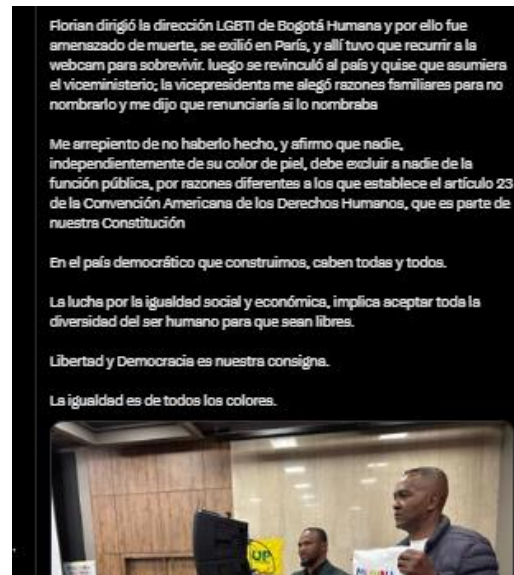 Florian dirigió la dirección LGBTI de Bogotá Humana y por ello fue
amenazado de muerte, se exilió en París, y allí tuvo que recurrir a la
webcam para sobrevivir. luego se revinculó al país y quise que asumiera
el viceministerio; la vicepresidenta me alegó razones familiares para no
nombrarlo y me dijo que renunciaría si lo nombraba
Me arrepiento de no haberlo hecho, y afirmo que nadie,
independientemente de su color de piel, debe excluir a nadie de la
función pública, por razones diferentes a los que establece el artículo 23
de la Convención Americana de los Derechos Humanos, que es parte de
nuestra Constitución
En el país democrático que construimos, caben todas y todos.
La lucha por la igualdad social y económica, implica aceptar toda la
diversidad del ser humano para que sean libres.
Libertad y Democracia es nuestra consigna.
La igualdad es de todos los colores.
UP